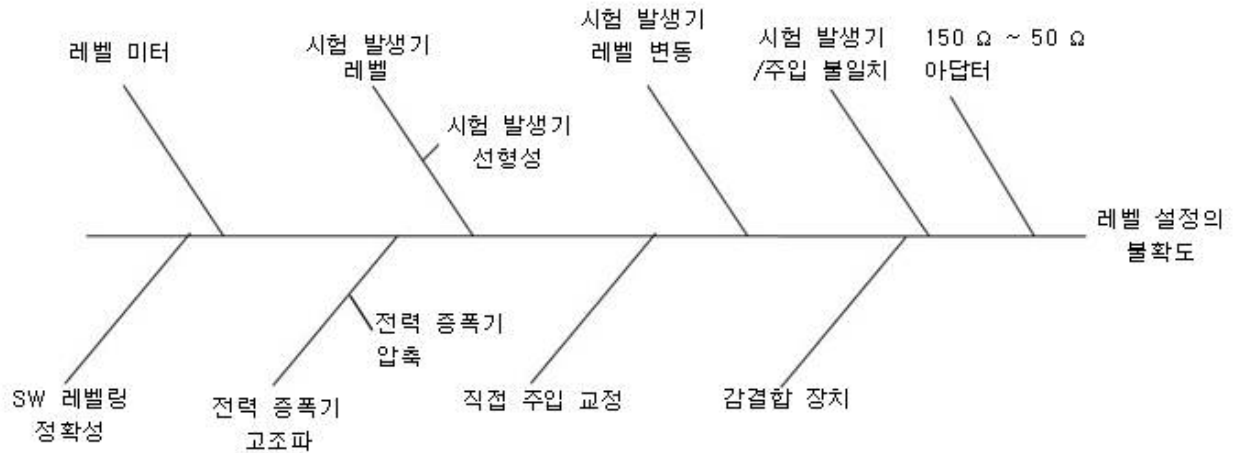 레벨 미터
시험 발생기
레벨
시험 발생기
선형성
시험 발생기
레벨 변동
시험 발생기
/주입 불일치
150 Ω ~ 50 Ω
아답터
레벨 설정의
불확도
SW 레벨링
정확성
전력 증폭기
고조파
전력 증폭기
압축
직접 주입 교정
감결합 장치